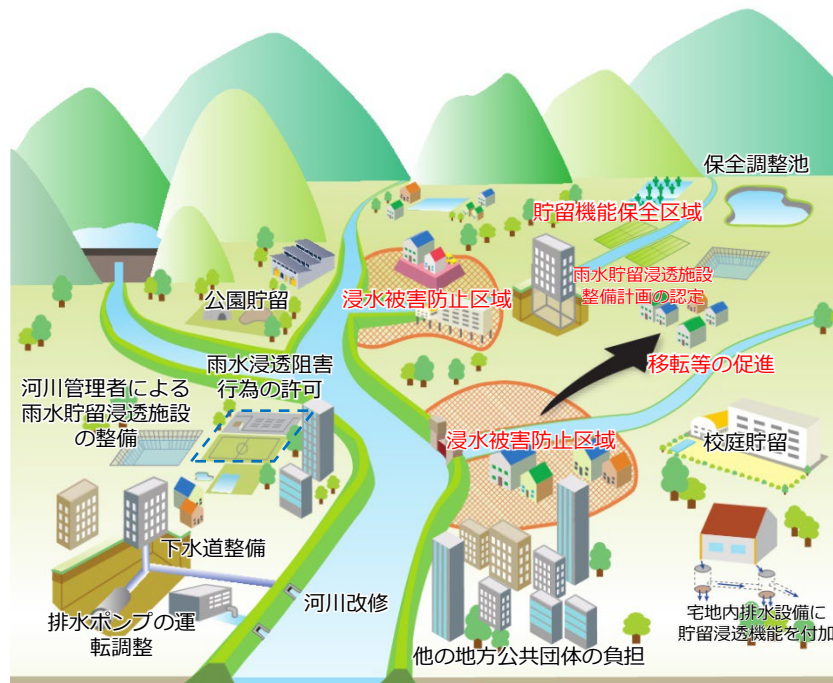 保全調整池
貯留機能保全区域
雨水貯留浸透施設
整備計画の認定
公園貯留
浸水被害防止区域
移転等の促進
雨水浸透阻害
行為の許可
河川管理者による
雨水貯留浸透施設
の整備
浸水被害防止区域
校庭貯留
下水道整備
河川改修
排水ポンプの運
転調整
宅地内排水設備に
貯留浸透機能を付加
他の地方公共団体の負担